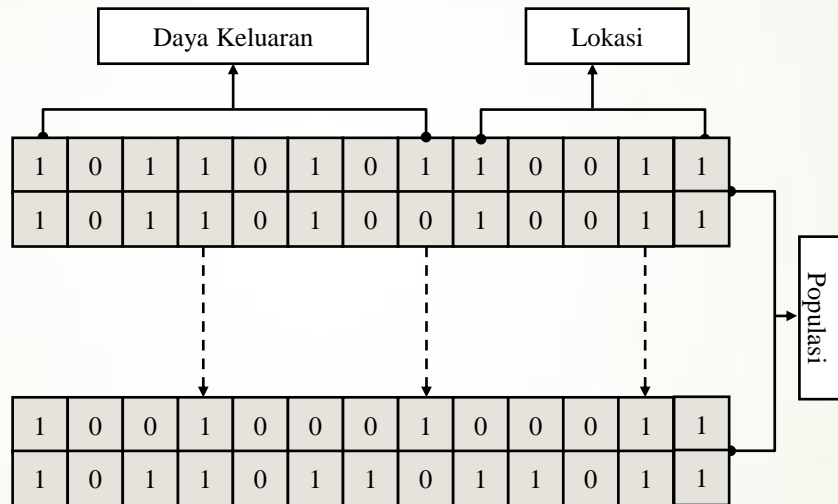 Daya Keluaran
Lokasi
1 0 1 1 0 1 0 1 1 0 0 1 1
1 0 1 1 0 1 0 0 1 0 0 1 1
Populasi
1 0 0 1 0 0 0 1 0 0 0 1 1
1 0 1 1 0 1 1 0 1 1 0 1 1